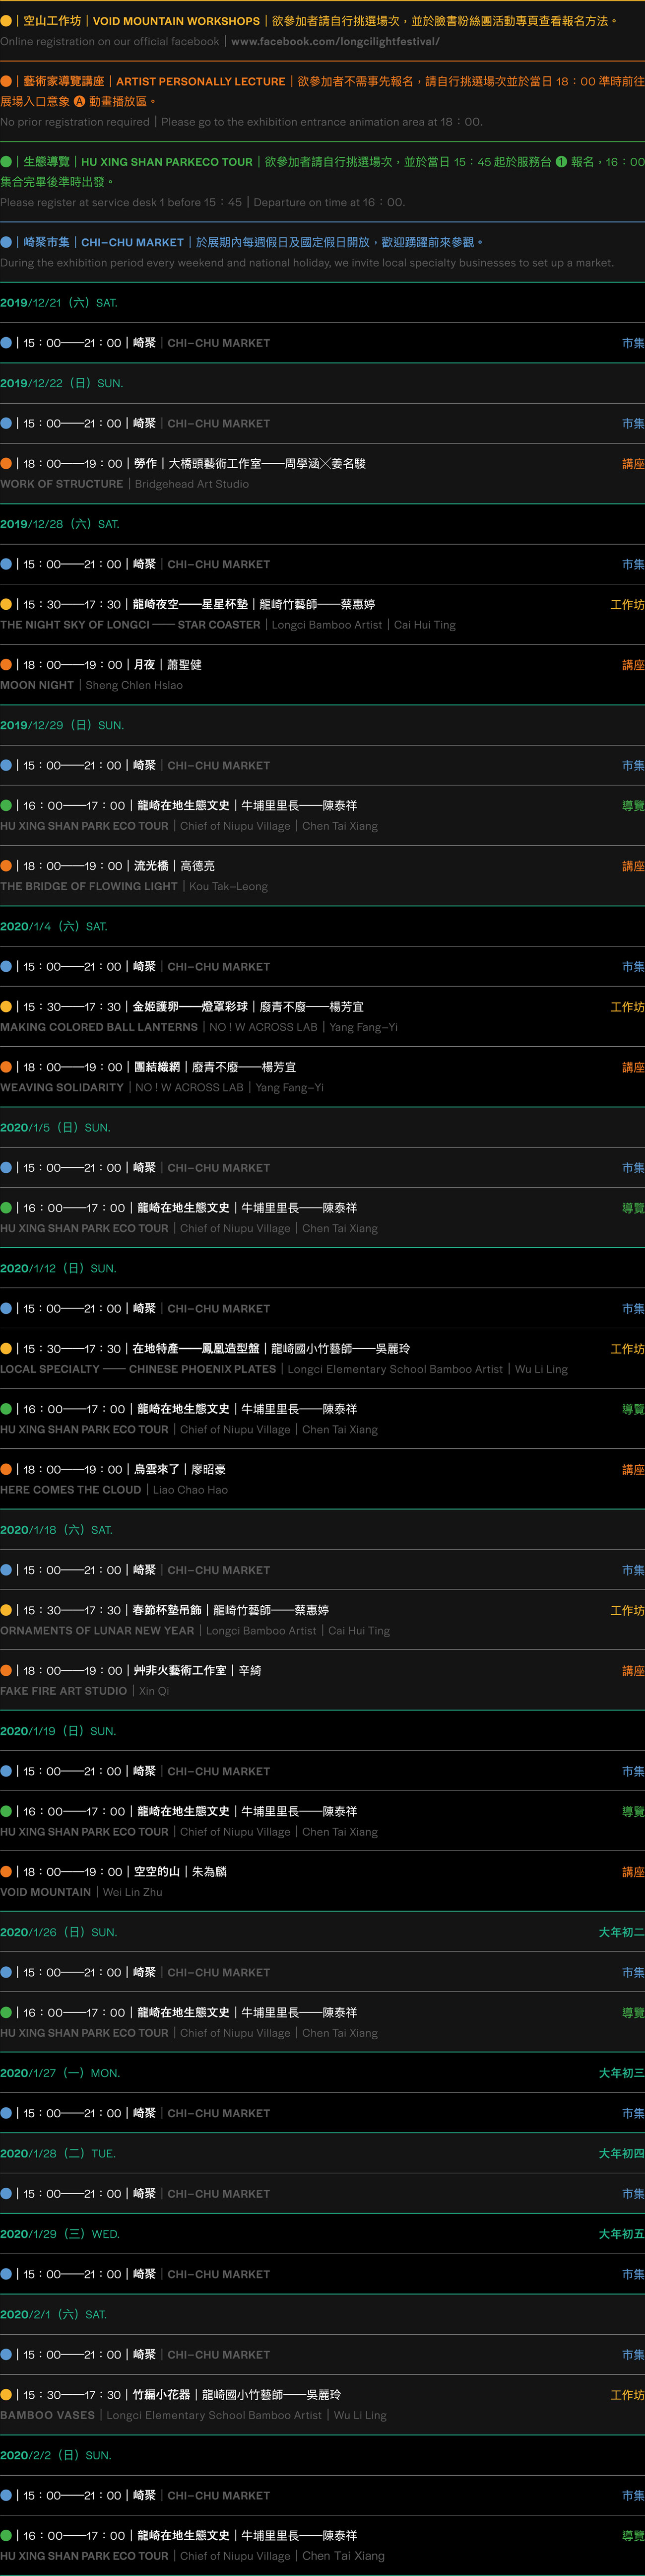 ●｜空山工作坊｜VOID MOUNTAIN WORKSHOPS｜欲參加者請自行挑選場次，並於臉書粉絲團活動專頁查看報名方法。
Online registration on our official facebook｜www.facebook.com/longcilightfestival/
●｜藝術家導覽講座｜ARTIST PERSONALLY LECTURE｜欲參加者不需事先報名，請自行挑選場次並於當日 18：00 準時前往
展場入口意象 A 動畫播放區。
No prior registration required｜Please go to the exhibition entrance animation area at 18：00.
●｜生態導覽｜HU XING SHAN PARKECO TOUR｜欲參加者請自行挑選場次，並於當日 15：45 起於服務台 1 報名，16：00
集合完畢後準時出發。
Please register at service desk 1 before 15：45｜Departure on time at 16：00.
●｜崎聚市集｜CHI–CHU MARKET｜於展期內每週假日及國定假日開放，歡迎踴躍前來參觀。
During the exhibition period every weekend and national holiday, we invite local specialty businesses to set up a market.
2019/12/21（六）SAT.
●｜15：00——21：00｜崎聚｜CHI–CHU MARKET 市集
2019/12/22（日）SUN.
●｜15：00——21：00｜崎聚｜CHI–CHU MARKET 市集
●｜18：00——19：00｜勞作｜大橋頭藝術工作室——周學涵╳姜名駿 講座
WORK OF STRUCTURE｜Bridgehead Art Studio
2019/12/28（六）SAT.
●｜15：00——21：00｜崎聚｜CHI–CHU MARKET 市集
●｜15：30——17：30｜龍崎夜空——星星杯墊｜龍崎竹藝師——蔡惠婷 工作坊
THE NIGHT SKY OF LONGCI —— STAR COASTER｜Longci Bamboo Artist｜Cai Hui Ting
●｜18：00——19：00｜月夜｜蕭聖健 講座
MOON NIGHT｜Sheng Chlen Hslao
2019/12/29（日）SUN.
●｜15：00——21：00｜崎聚｜CHI–CHU MARKET 市集
●｜16：00——17：00｜龍崎在地生態文史｜牛埔里里長——陳泰祥 導覽
HU XING SHAN PARK ECO TOUR｜Chief of Niupu Village｜Chen Tai Xiang
●｜18：00——19：00｜流光橋｜高德亮 講座
THE BRIDGE OF FLOWING LIGHT｜Kou Tak–Leong
2020/1/4（六）SAT.
●｜15：00——21：00｜崎聚｜CHI–CHU MARKET 市集
●｜15：30——17：30｜金姬護卵——燈罩彩球｜廢青不廢——楊芳宜 工作坊
MAKING COLORED BALL LANTERNS｜NO ! W ACROSS LAB｜Yang Fang–Yi
●｜18：00——19：00｜團結織網｜廢青不廢——楊芳宜 講座
WEAVING SOLIDARITY｜NO ! W ACROSS LAB｜Yang Fang–Yi
2020/1/5（日）SUN.
●｜15：00——21：00｜崎聚｜CHI–CHU MARKET 市集
●｜16：00——17：00｜龍崎在地生態文史｜牛埔里里長——陳泰祥 導覽
HU XING SHAN PARK ECO TOUR｜Chief of Niupu Village｜Chen Tai Xiang
2020/1/12（日）SUN.
●｜15：00——21：00｜崎聚｜CHI–CHU MARKET 市集
●｜15：30——17：30｜在地特產——鳳凰造型盤｜龍崎國小竹藝師——吳麗玲 工作坊
LOCAL SPECIALTY —— CHINESE PHOENIX PLATES｜Longci Elementary School Bamboo Artist｜Wu Li Ling
●｜16：00——17：00｜龍崎在地生態文史｜牛埔里里長——陳泰祥 導覽
HU XING SHAN PARK ECO TOUR｜Chief of Niupu Village｜Chen Tai Xiang
●｜18：00——19：00｜烏雲來了｜廖昭豪 講座
HERE COMES THE CLOUD｜Liao Chao Hao
2020/1/18（六）SAT.
●｜15：00——21：00｜崎聚｜CHI–CHU MARKET 市集
●｜15：30——17：30｜春節杯墊吊飾｜龍崎竹藝師——蔡惠婷 工作坊
ORNAMENTS OF LUNAR NEW YEAR｜Longci Bamboo Artist｜Cai Hui Ting
●｜18：00——19：00｜艸非火藝術工作室｜辛綺 講座
FAKE FIRE ART STUDIO｜Xin Qi
2020/1/19（日）SUN.
●｜15：00——21：00｜崎聚｜CHI–CHU MARKET 市集
●｜16：00——17：00｜龍崎在地生態文史｜牛埔里里長——陳泰祥 導覽
HU XING SHAN PARK ECO TOUR｜Chief of Niupu Village｜Chen Tai Xiang
●｜18：00——19：00｜空空的山｜朱為麟 講座
VOID MOUNTAIN｜Wei Lin Zhu
2020/1/26（日）SUN. 大年初二
●｜15：00——21：00｜崎聚｜CHI–CHU MARKET 市集
●｜16：00——17：00｜龍崎在地生態文史｜牛埔里里長——陳泰祥 導覽
HU XING SHAN PARK ECO TOUR｜Chief of Niupu Village｜Chen Tai Xiang
2020/1/27（一）MON. 大年初三
●｜15：00——21：00｜崎聚｜CHI–CHU MARKET 市集
2020/1/28（二）TUE. 大年初四
●｜15：00——21：00｜崎聚｜CHI–CHU MARKET 市集
2020/1/29（三）WED. 大年初五
●｜15：00——21：00｜崎聚｜CHI–CHU MARKET 市集
2020/2/1（六）SAT.
●｜15：00——21：00｜崎聚｜CHI–CHU MARKET 市集
●｜15：30——17：30｜竹編小花器｜龍崎國小竹藝師——吳麗玲 工作坊
BAMBOO VASES｜Longci Elementary School Bamboo Artist｜Wu Li Ling
2020/2/2（日）SUN.
●｜15：00——21：00｜崎聚｜CHI–CHU MARKET 市集
●｜16：00——17：00｜龍崎在地生態文史｜牛埔里里長——陳泰祥 導覽
HU XING SHAN PARK ECO TOUR｜Chief of Niupu Village｜Chen Tai Xiang